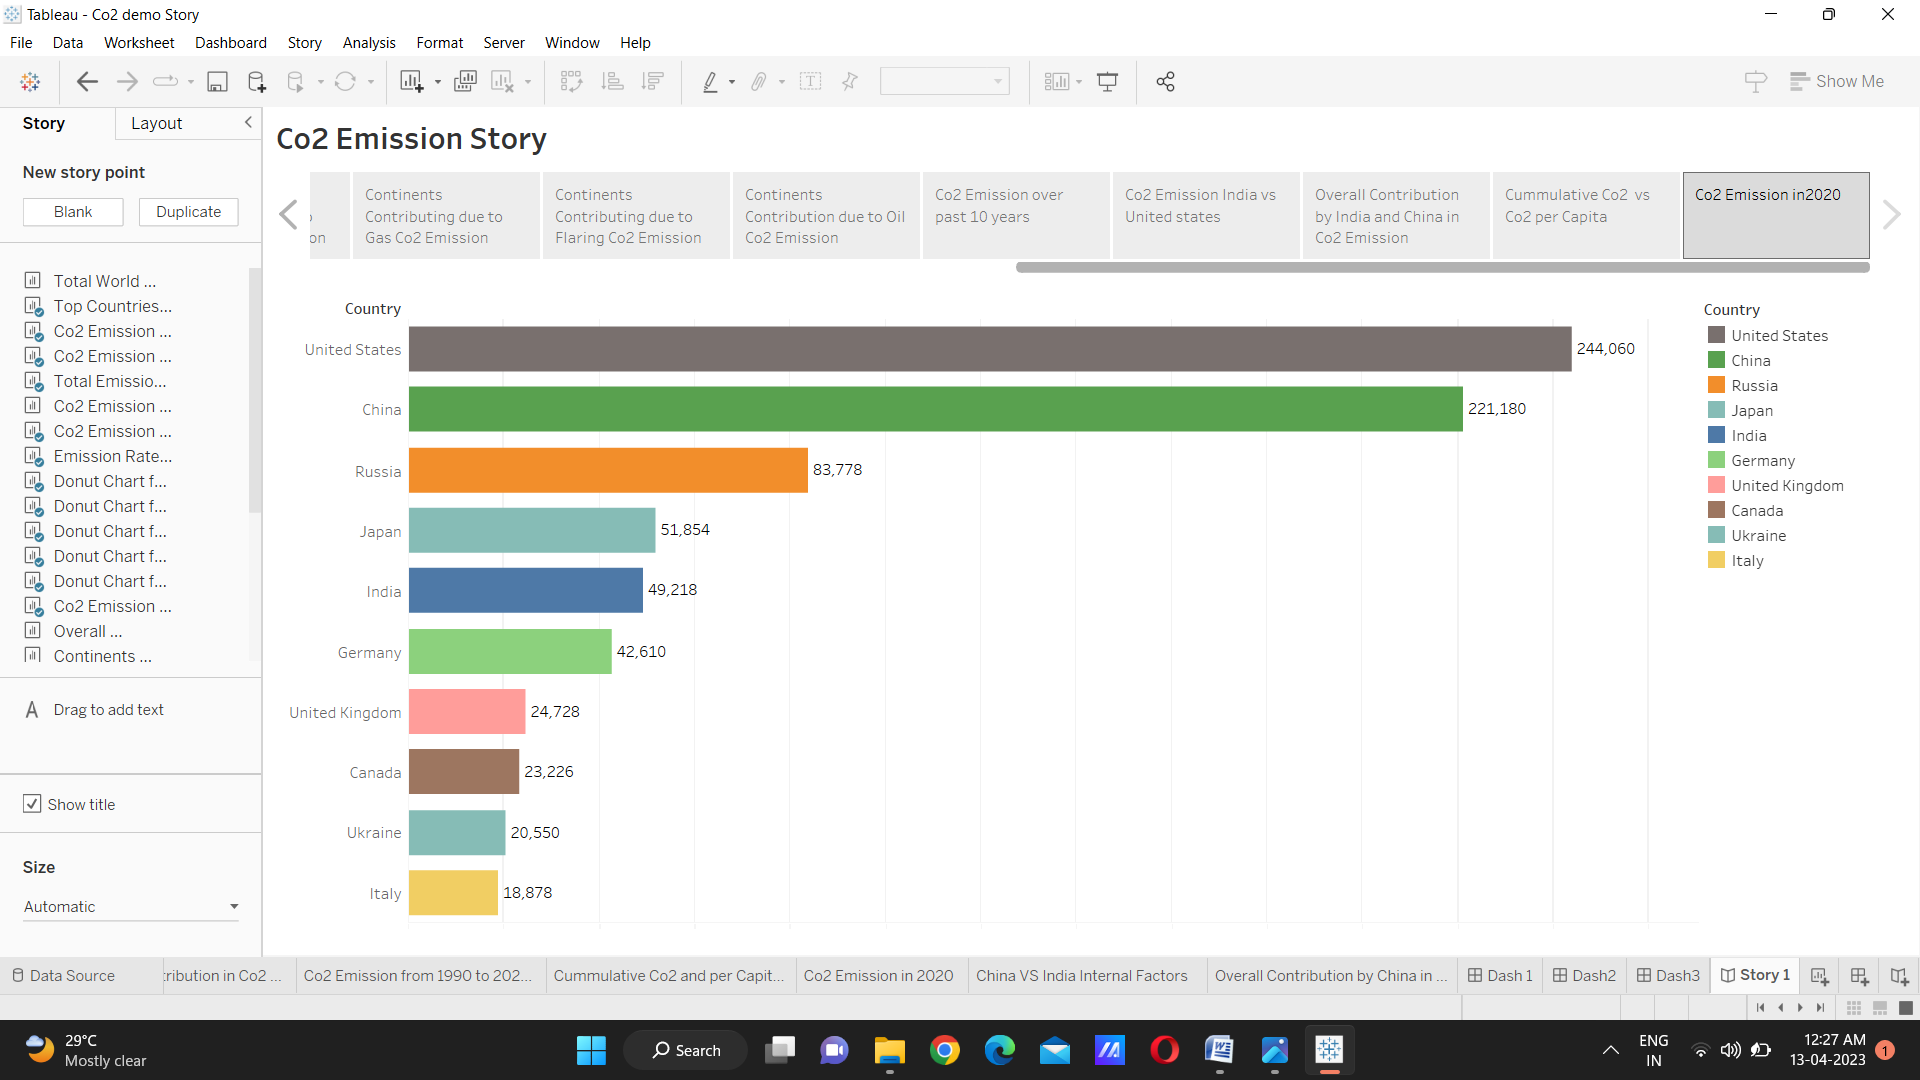 Tableau - Co2 demo Story
File Data Worksheet Dashboard Story Analysis Format Server Window Help
Show Me
Story Layout
New story point
Blank Duplicate
Total World ...
Top Countries...
Co2 Emission ...
Co2 Emission ...
Total Emissio...
Co2 Emission ...
Co2 Emission ...
Emission Rate...
Donut Chart f...
Donut Chart f...
Donut Chart f...
Donut Chart f...
Donut Chart f...
Co2 Emission ...
Overall ...
Continents ...
A Drag to add text
Show title
Size
Automatic
Co2 Emission Story
on
Continents
Contributing due to
Gas Co2 Emission
Continents
Contributing due to
Flaring Co2 Emission
Continents
Contribution due to Oil
Co2 Emission
Co2 Emission over
past 10 years
Co2 Emission India vs
United states
Overall Contribution
by India and China in
Co2 Emission
Cummulative Co2 vs
Co2 per Capita
Co2 Emission in2020
Country
United States 244,060
China 221,180
Russia 83,778
Japan 51,854
India 49,218
Germany 42,610
United Kingdom 24,728
Canada 23,226
Ukraine 20,550
Italy 18,878
Country
United States
China
Russia
Japan
India
Germany
United Kingdom
Canada
Ukraine
Italy
Data Source tribution in Co2 ... Co2 Emission from 1990 to 202... Cummulative Co2 and per Capit... Co2 Emission in 2020 China VS India Internal Factors Overall Contribution by China in ... Dash 1 Dash2 Dash3 Story 1
29°C
Mostly clear
Search
ENG
IN
12:27 AM
13-04-2023
1